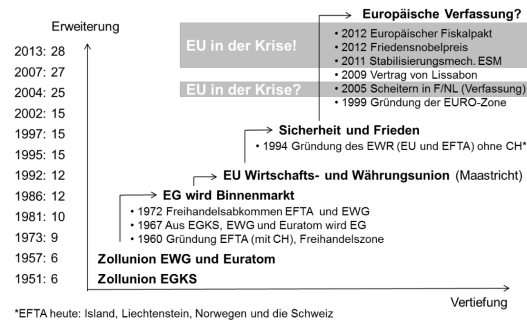 Europäische Verfassung?
Erweiterung
• 2012 Europäischer Fiskalpakt
2013: 28
EU in der Krise!
• 2012 Friedensnobelpreis
• 2011 Stabilisierungsmech. ESM
2007: 27
• 2009 Vertrag von Lissabon
2004: 25
EU in der Krise?
• 2005 Scheitern in F/NL (Verfassung)
• 1999 Gründung der EURO-Zone
2002: 15
1997: 15
Sicherheit und Frieden
• 1994 Gründung des EWR (EU und EFTA) ohne CH*
1995: 15
1992: 12
EU Wirtschafts- und Währungsunion (Maastricht)
1986: 12
EG wird Binnenmarkt
• 1972 Freihandelsabkommen EFTA und EWG
1981: 10
• 1967 Aus EGKS, EWG und Euratom wird EG
1973: 9
• 1960 Gründung EFTA (mit CH), Freihandelszone
1957: 6
Zollunion EWG und Euratom
1951: 6
Zollunion EGKS
Vertiefung
*EFTA heute: Island, Liechtenstein, Norwegen und die Schweiz